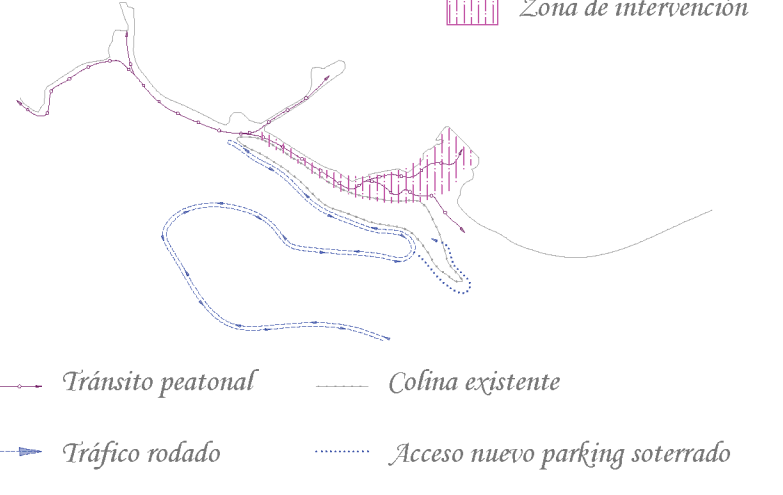 Zona de intervención
Tránsito peatonal
Colina existente
Tráfico rodado
Acceso nuevo parking soterrado